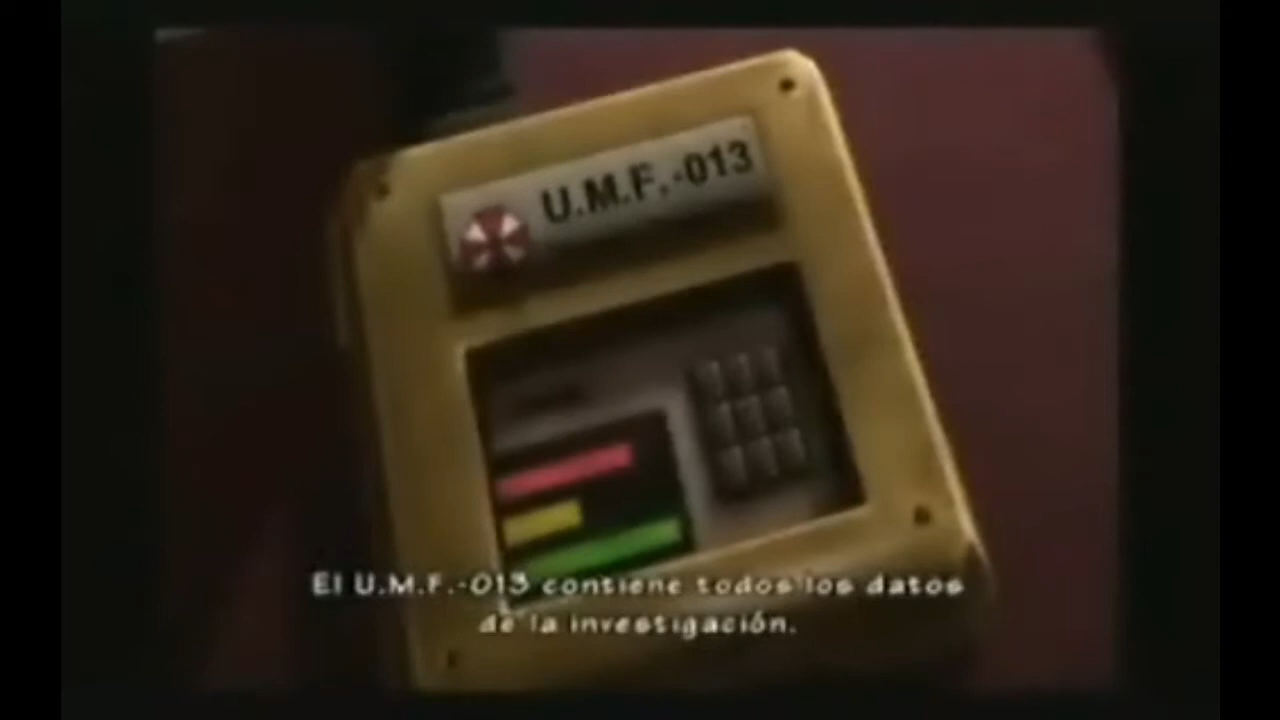 U.M.F.-013
El U.M.F.-013 contiene todos los datos
de la investigación.